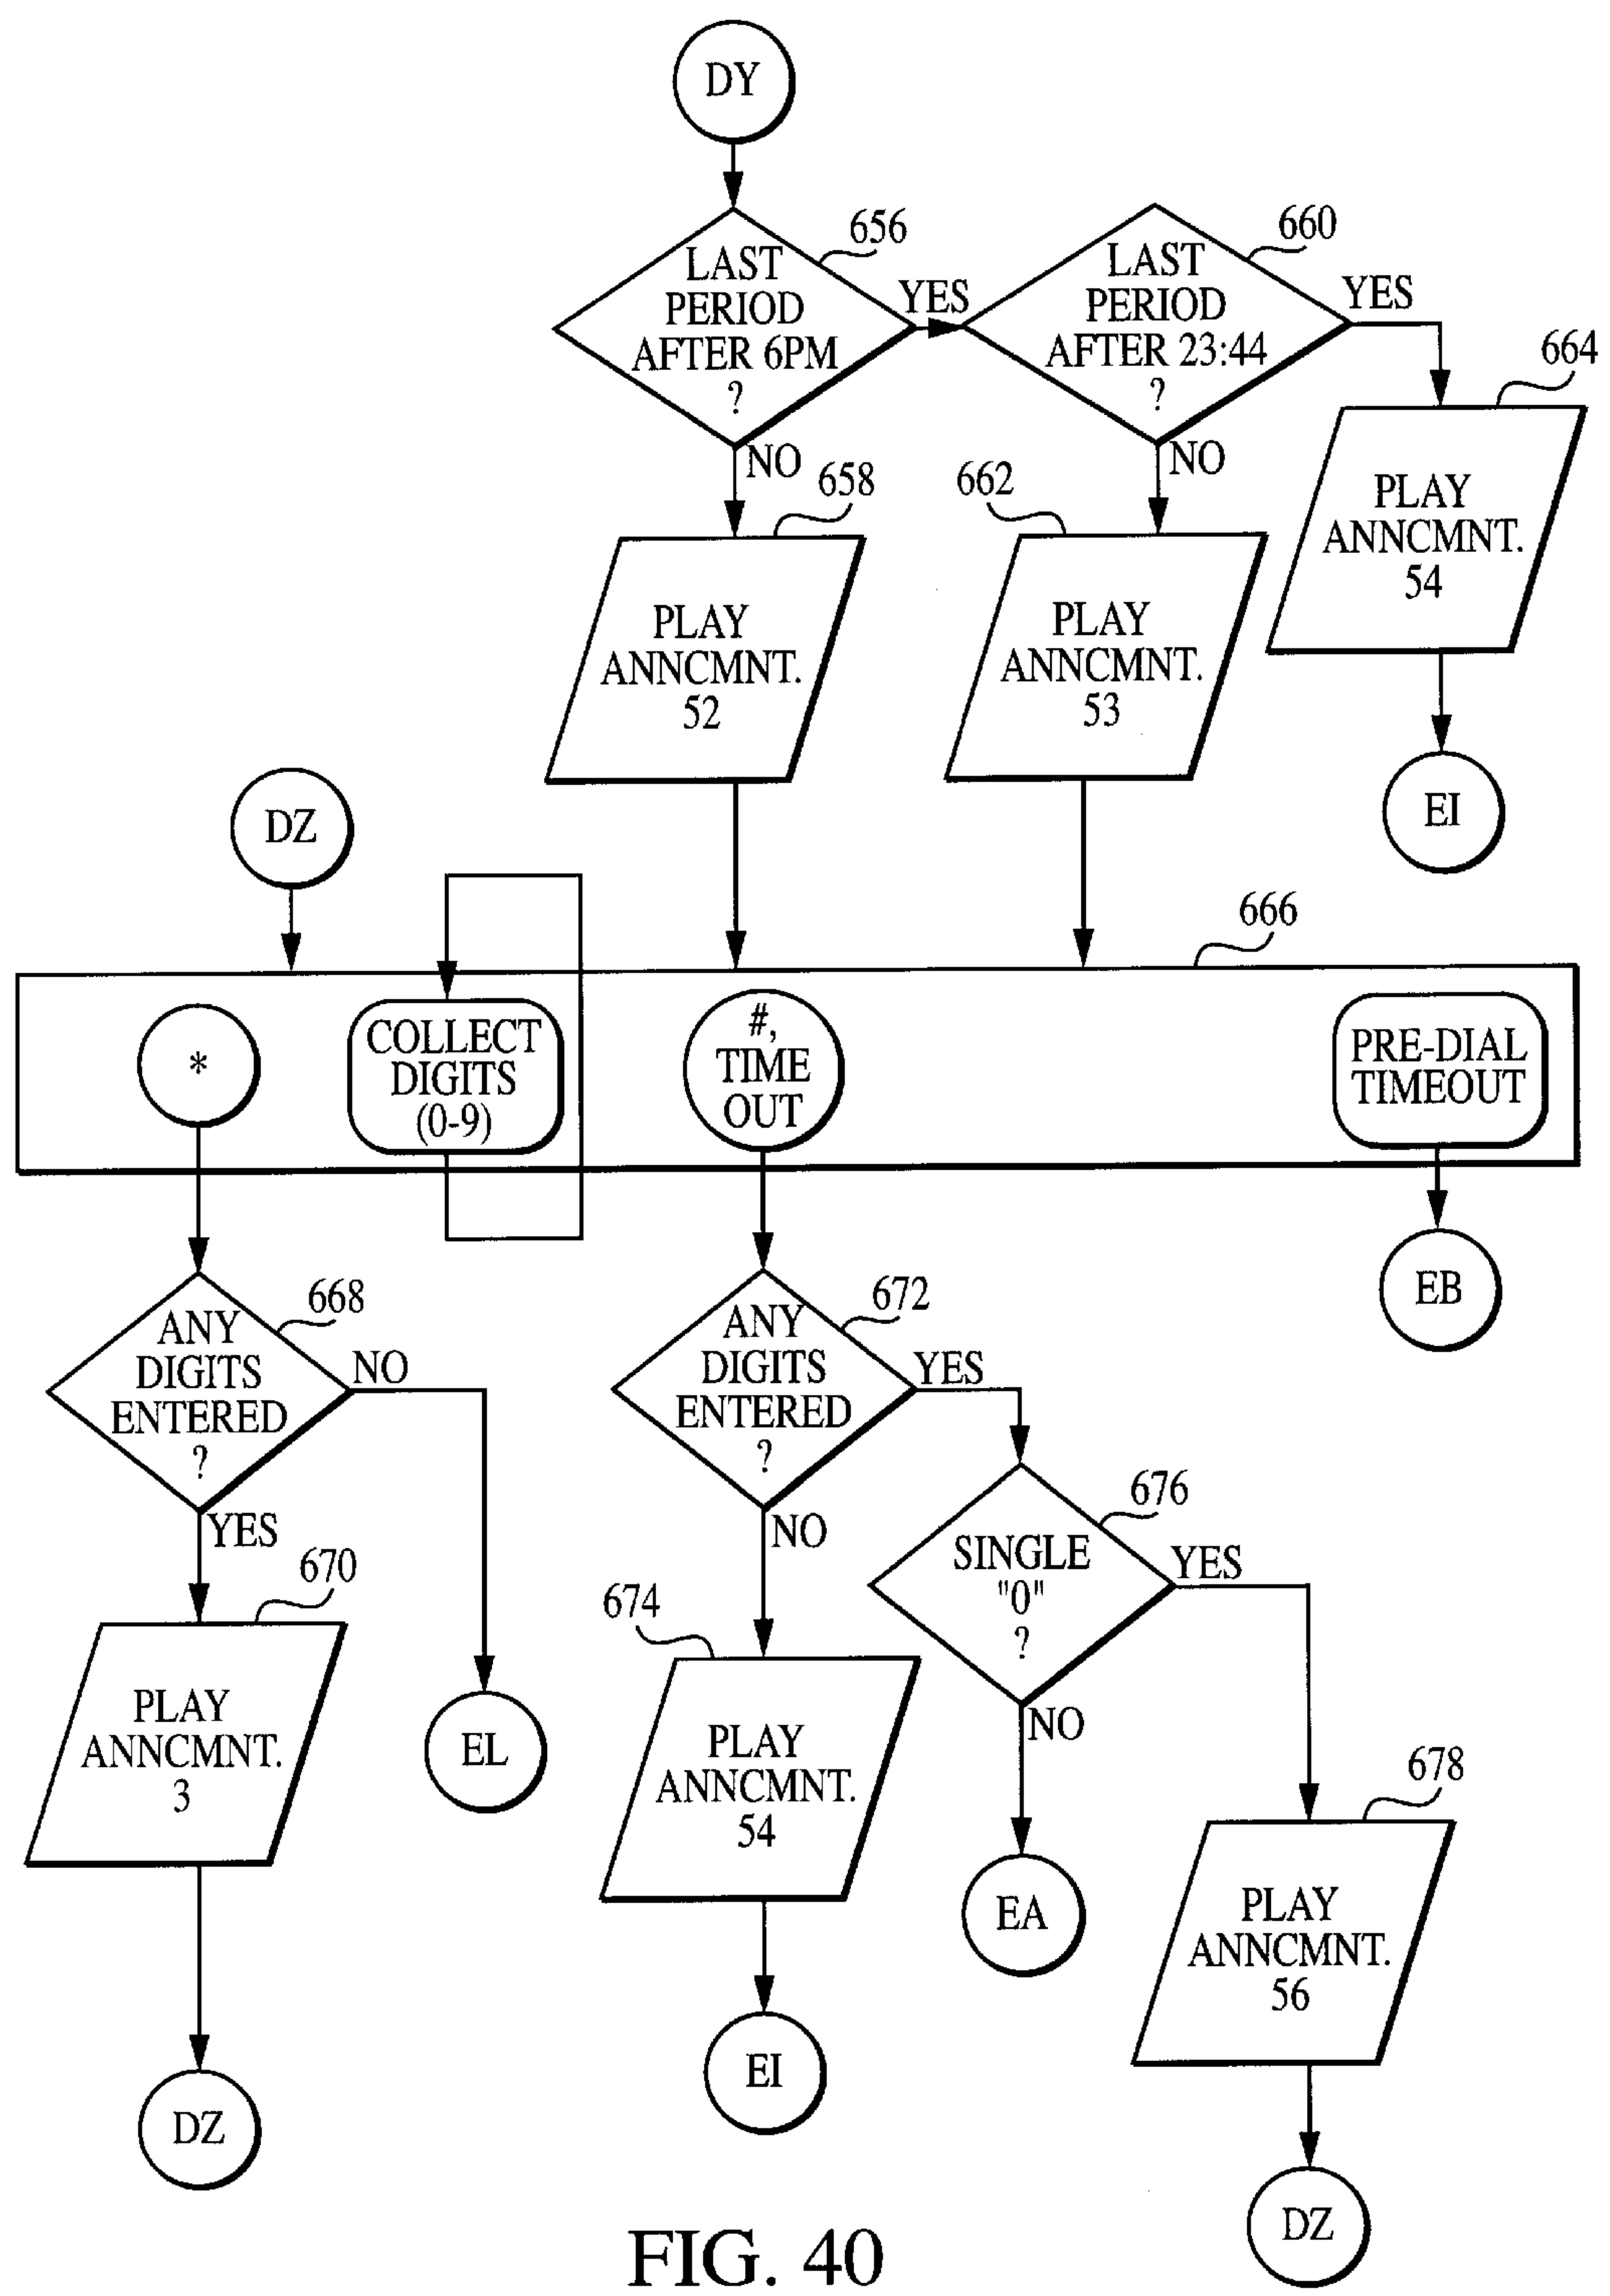 DY
656
LAST
PERIOD
AFTER 6PM
?
YES
NO
660
LAST
PERIOD
AFTER 23:44
?
YES
NO
664
PLAY
ANNCMNT.
54
658
PLAY
ANNCMNT.
52
662
PLAY
ANNCMNT.
53
EI
DZ
666
*
COLLECT
DIGITS
(0-9)
#,
TIME
OUT
PRE-DIAL
TIMEOUT
EB
668
ANY
DIGITS
ENTERED
?
NO
YES
672
ANY
DIGITS
ENTERED
?
YES
NO
676
SINGLE
"0"
?
YES
NO
670
PLAY
ANNCMNT.
3
EL
674
PLAY
ANNCMNT.
54
EA
678
PLAY
ANNCMNT.
56
DZ
EI
DZ
FIG. 40